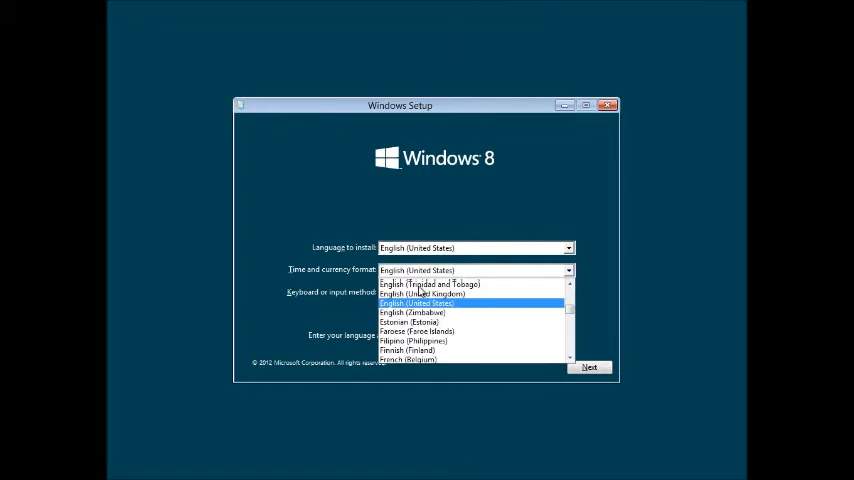 Windows Setup
Windows 8
Language to install: English (United States)
Time and currency format: English (United States)
English (Trinidad and Tobago)
Keyboard or input method:
English (United Kingdom)
English (United States)
English (Zimbabwe)
Estonian (Estonia)
Faroese (Faroe Islands)
Enter your language
Filipino (Philippines)
Finnish (Finland)
French (Belgium)
© 2012 Microsoft Corporation. All rights reserved.
Next